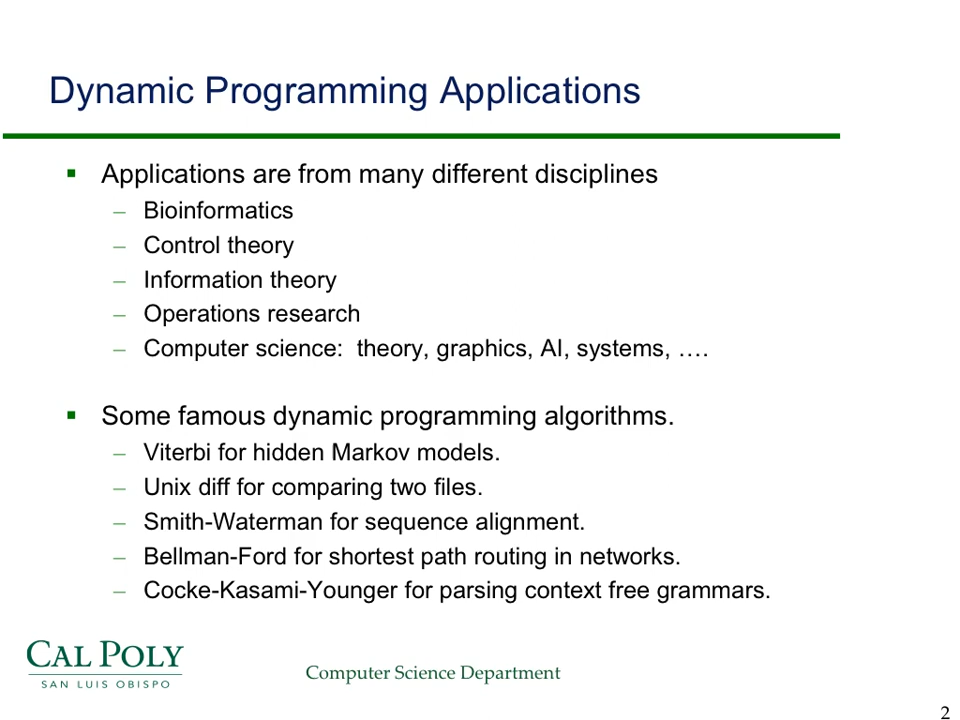 Dynamic Programming Applications
▪ Applications are from many different disciplines
– Bioinformatics
– Control theory
– Information theory
– Operations research
– Computer science:  theory, graphics, AI, systems, ….
▪ Some famous dynamic programming algorithms.
– Viterbi for hidden Markov models.
– Unix diff for comparing two files.
– Smith-Waterman for sequence alignment.
– Bellman-Ford for shortest path routing in networks.
– Cocke-Kasami-Younger for parsing context free grammars.
CAL POLY
SAN LUIS OBISPO
Computer Science Department
2